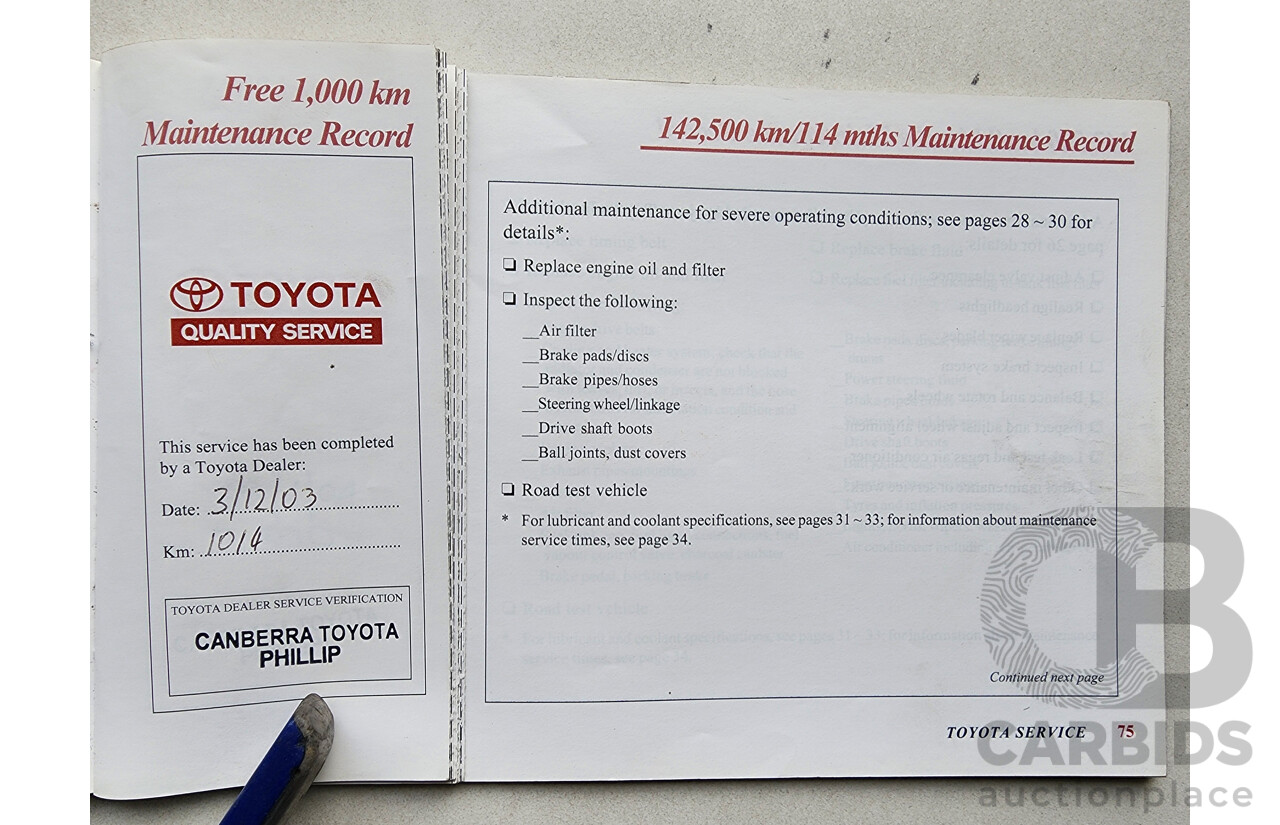 Free 1,000 km
Maintenance Record
TOYOTA
QUALITY SERVICE
This service has been completed
by a Toyota Dealer:
Date: 3/12/03
Km: 1014
TOYOTA DEALER SERVICE VERIFICATION
CANBERRA TOYOTA
PHILLIP
142,500 km/114 mths Maintenance Record
Additional maintenance for severe operating conditions; see pages 28 ~ 30 for
details*:
❏ Replace engine oil and filter
❏ Inspect the following:
__Air filter
__Brake pads/discs
__Brake pipes/hoses
__Steering wheel/linkage
__Drive shaft boots
__Ball joints, dust covers
❏ Road test vehicle
* For lubricant and coolant specifications, see pages 31 ~ 33; for information about maintenance
service times, see page 34.
Continued next page
TOYOTA SERVICE 75
CB
CARBIDS
auctionplace